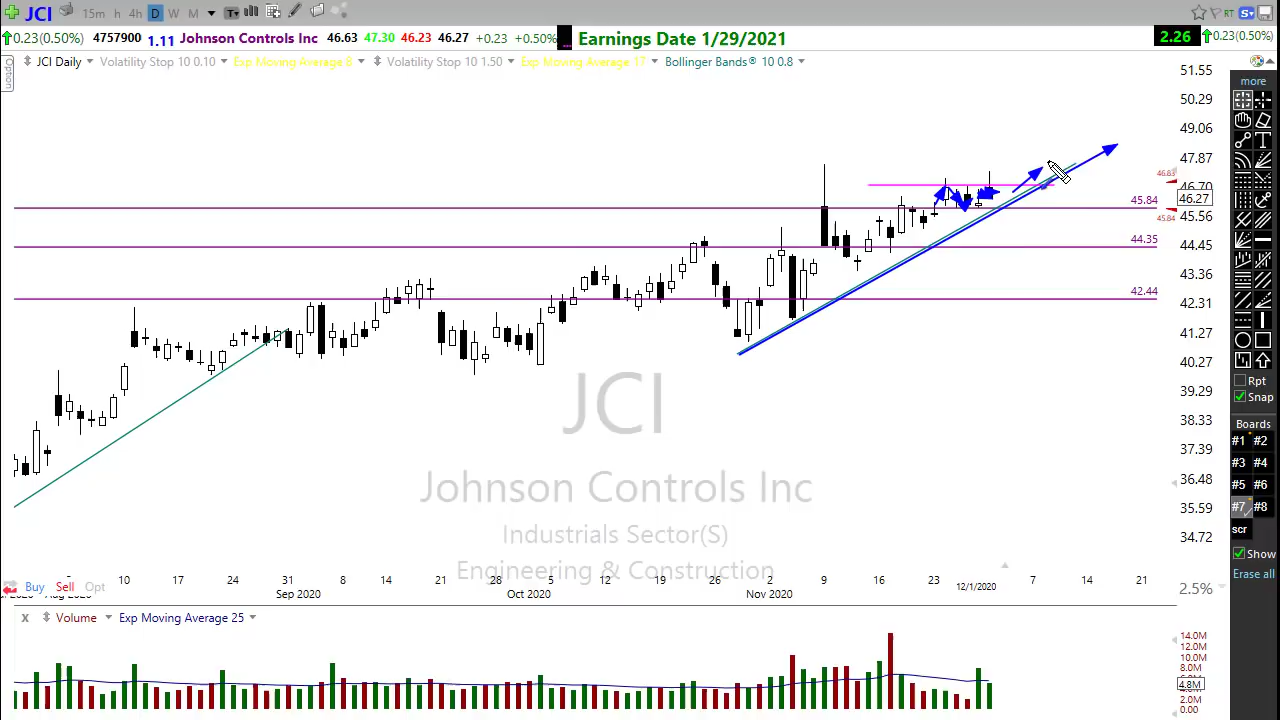 JCI 15m h 4h D W M T RT S
0.23(0.50%) 4757900 1.11 Johnson Controls Inc 46.63 47.30 46.23 46.27 +0.23 +0.50% Earnings Date 1/29/2021 2.26 0.23(0.50%)
Option JCI Daily Volatility Stop 10 0.10 Exp Moving Average 8 Volatility Stop 10 1.50 Exp Moving Average 17 Bollinger Bands® 10 0.8
51.55
more
50.29
49.06
47.87
46.83
46.70
46.27
45.84
45.56
45.84
44.45
44.35
43.36
42.44
42.31
41.27
40.27
Rpt
39.29
Snap
38.33
Boards
#1 #2
37.39
#3 #4
36.48
#5 #6
35.59
#7 #8
34.72
scr
JCI
Johnson Controls Inc
Industrials Sector(S)
Engineering & Construction
Show
Erase all
10 17 24 31 8 14 21 28 5 12 19 26 2 9 16 23 12/1/2020 7 14 21
Buy Sell Opt
Sep 2020 Oct 2020 Nov 2020
2.5%
x Volume Exp Moving Average 25
14.0M
12.0M
10.0M
8.0M
4.8M
2.0M
0.00